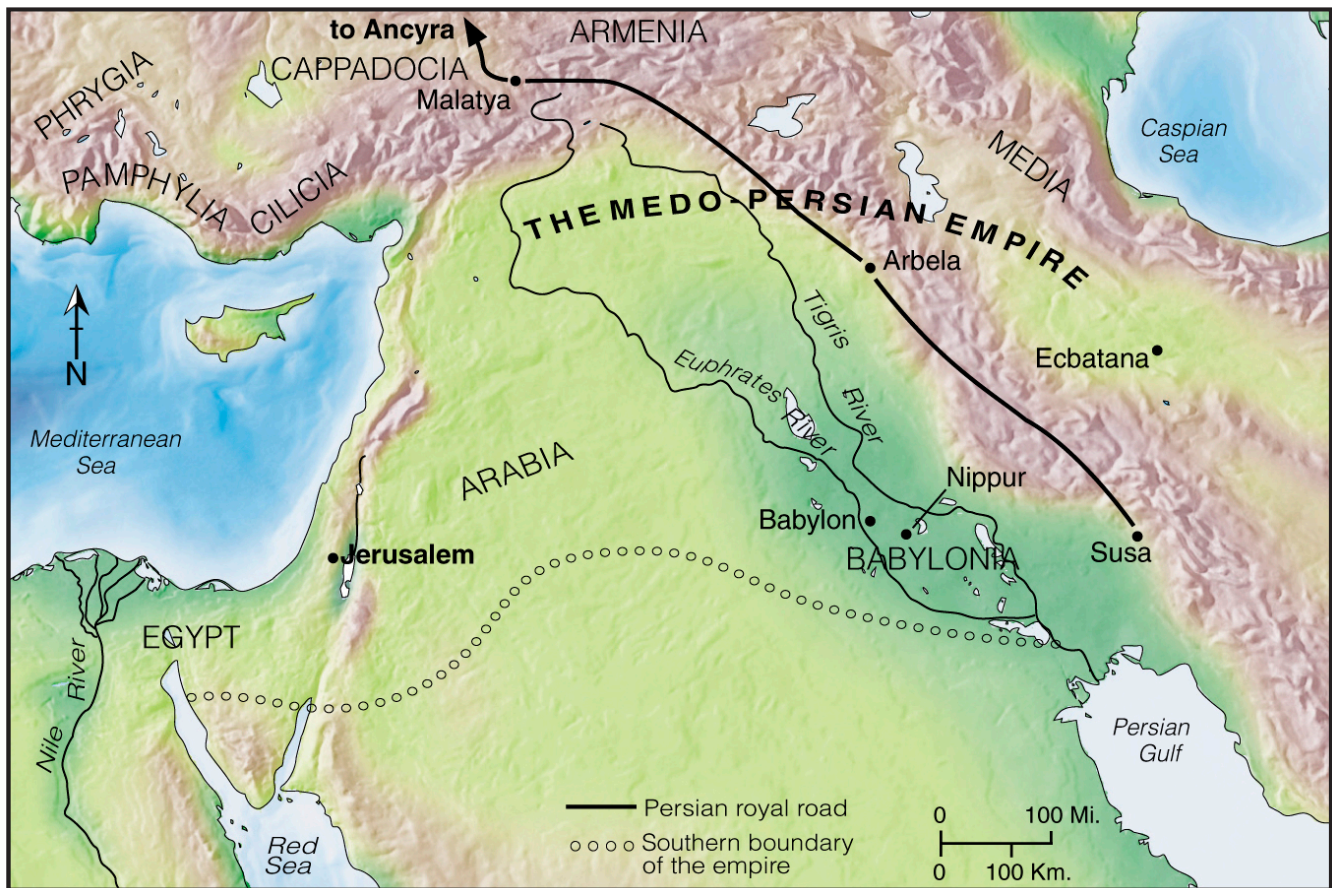 to Ancyra
ARMENIA
CAPPADOCIA
Malatya
PHRYGIA
PAMPHYLIA
CILICIA
Caspian
Sea
MEDIA
THE MEDO-PERSIAN EMPIRE
Arbela
N
Tigris
River
Ecbatana
Euphrates
River
Mediterranean
Sea
ARABIA
Nippur
Babylon
BABYLONIA
Susa
Jerusalem
EGYPT
Nile
River
Persian
Gulf
Red
Sea
Persian royal road
Southern boundary
of the empire
0 100 Mi.
0 100 Km.